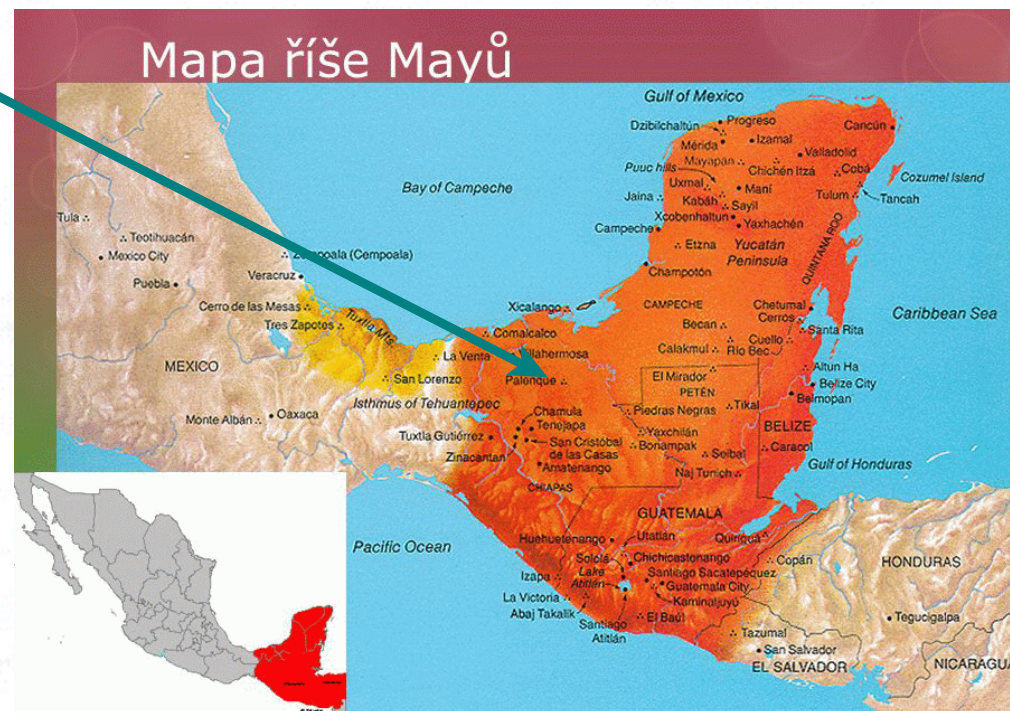 Mapa říše Mayů
Gulf of Mexico
Progreso
Dzibilchaltún
Cancún
Mérida
Izamal
Valladolid
Mayapán
Chichén Itzá
Cobá
Puuc hills
Cozumel Island
Uxmal
Maní
Bay of Campeche
Jaina
Kabáh
Sayil
Tulum
Tancah
Tula
Xcobenhaltun
Yaxhachén
Campeche
Teotihuacán
Etzna
Yucatán
Peninsula
QUINTANA ROO
Mexico City
Zempoala (Cempoala)
Champotón
Puebla
Veracruz
Cerro de las Mesas
Xicalango
CAMPECHE
Chetumal
Cerros
Caribbean Sea
Tres Zapotes
Tuxtla Mts.
Comalcalco
Becan
Santa Rita
Cuello
La Venta
Villahermosa
Calakmul
Río Bec
MEXICO
Altun Ha
San Lorenzo
Palenque
El Mirador
Belize City
PETÉN
Belmopan
Isthmus of Tehuantepec
Monte Albán
Oaxaca
Chamula
Piedras Negras
Tikal
Tenejapa
BELIZE
Tuxtla Gutiérrez
San Cristóbal
de las Casas
Yaxchilán
Bonampak
Caracol
Zinacantan
Seibal
Amatenango
Naj Tunich
Gulf of Honduras
CHIAPAS
GUATEMALA
Huehuetenango
Utatlán
Quiriguá
Pacific Ocean
Sololá
Chichicastonango
Copán
HONDURAS
Izapa
Lake
Atitlán
Santiago Sacatepéquez
Guatemala City
La Victoria
Kaminaljuyú
Abaj Takalik
Santiago
Atitlán
El Baúl
Tegucigalpa
Tazumal
San Salvador
EL SALVADOR
NICARAGU